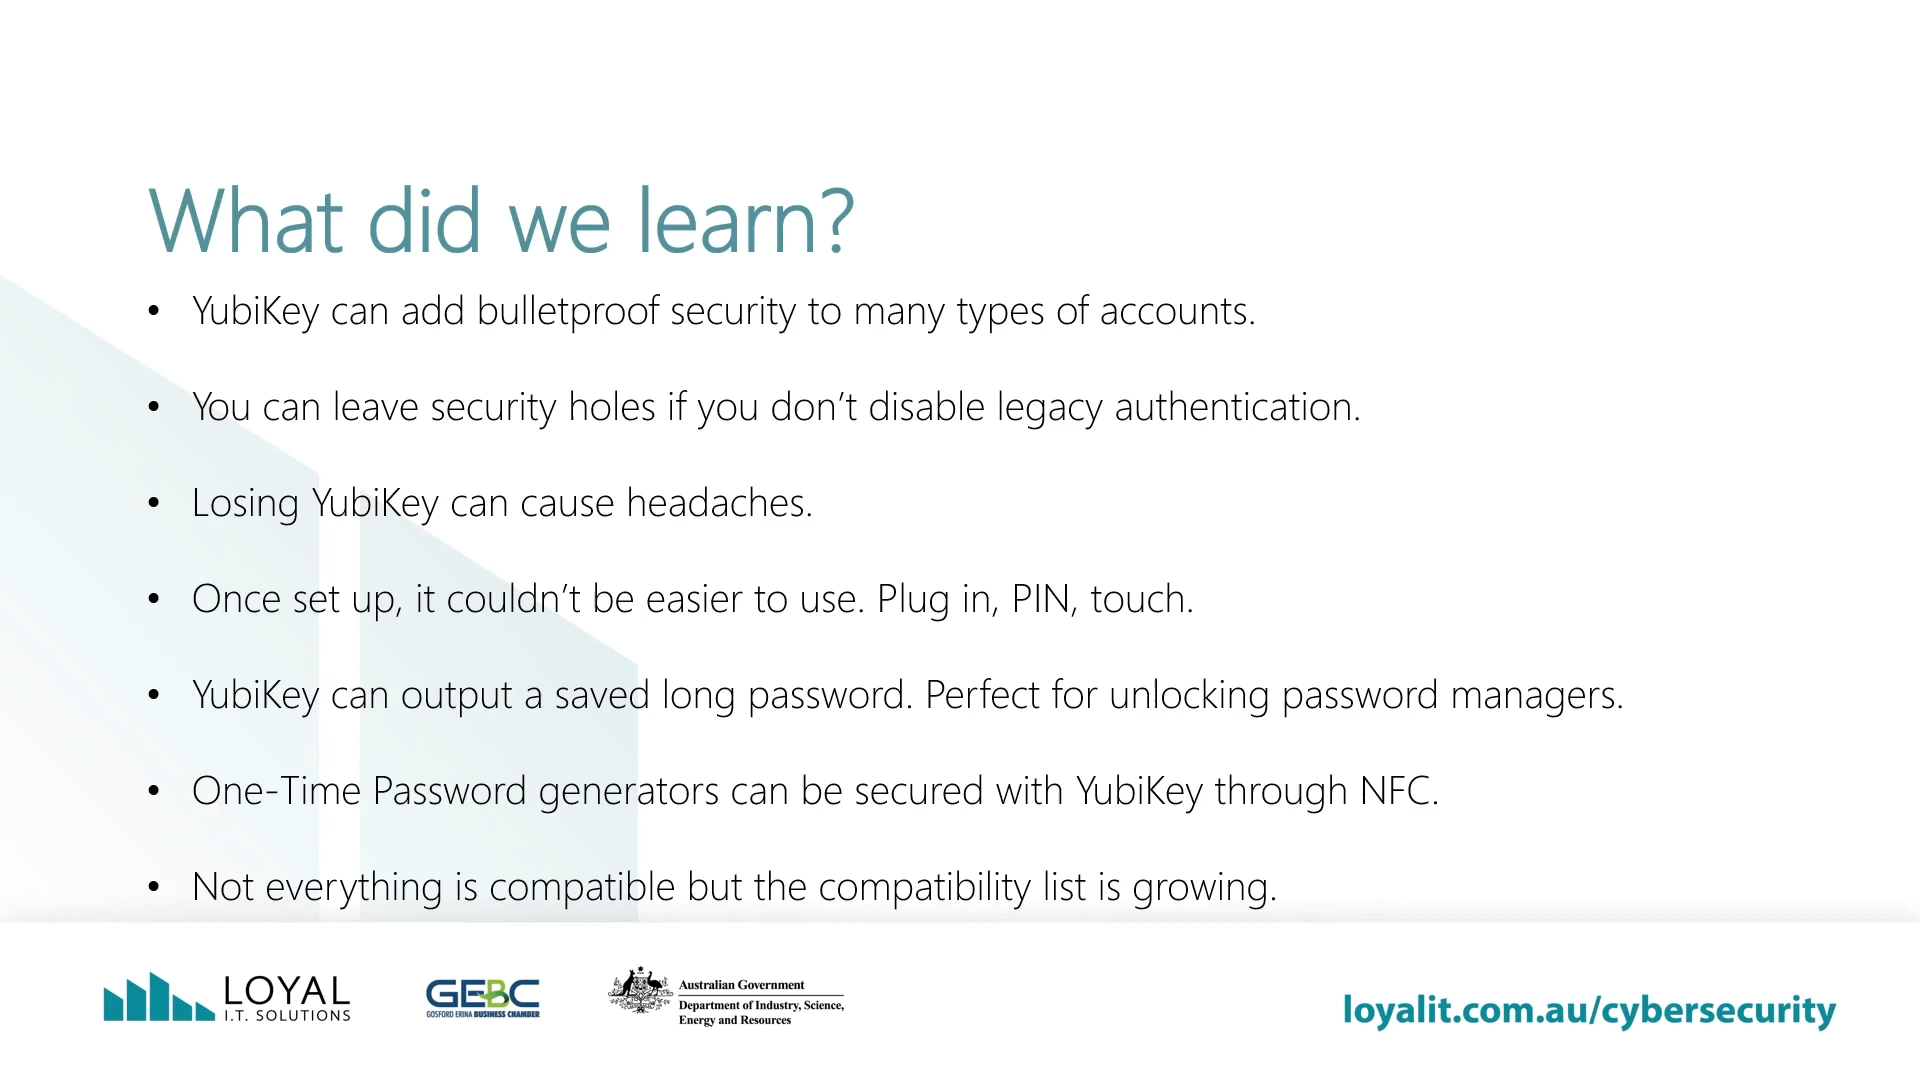 What did we learn?
• YubiKey can add bulletproof security to many types of accounts.
• You can leave security holes if you don’t disable legacy authentication.
• Losing YubiKey can cause headaches.
• Once set up, it couldn’t be easier to use. Plug in, PIN, touch.
• YubiKey can output a saved long password. Perfect for unlocking password managers.
• One-Time Password generators can be secured with YubiKey through NFC.
• Not everything is compatible but the compatibility list is growing.
LOYAL
I.T. SOLUTIONS
GEBC
GOSFORD ERINA BUSINESS CHAMBER
Australian Government
Department of Industry, Science,
Energy and Resources
loyalit.com.au/cybersecurity